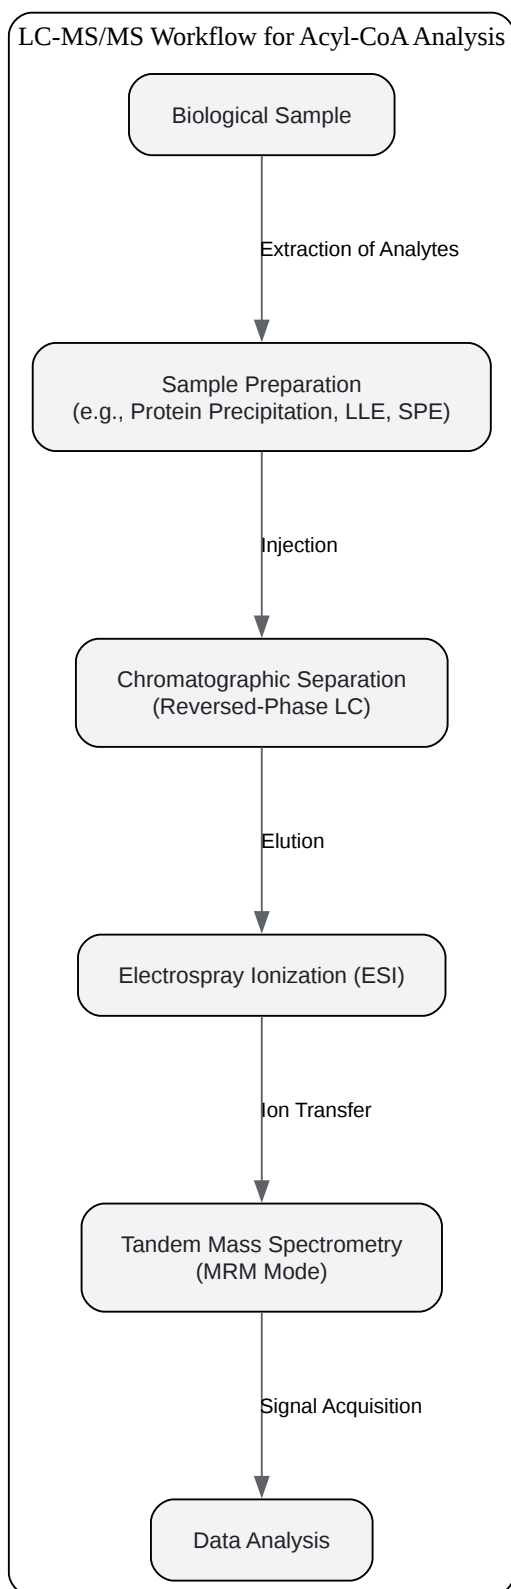 LC-MS/MS Workflow for Acyl-CoA Analysis
Biological Sample
Extraction of Analytes
Sample Preparation
(e.g., Protein Precipitation, LLE, SPE)
Injection
Chromatographic Separation
(Reversed-Phase LC)
Elution
Electrospray Ionization (ESI)
Ion Transfer
Tandem Mass Spectrometry
(MRM Mode)
Signal Acquisition
Data Analysis